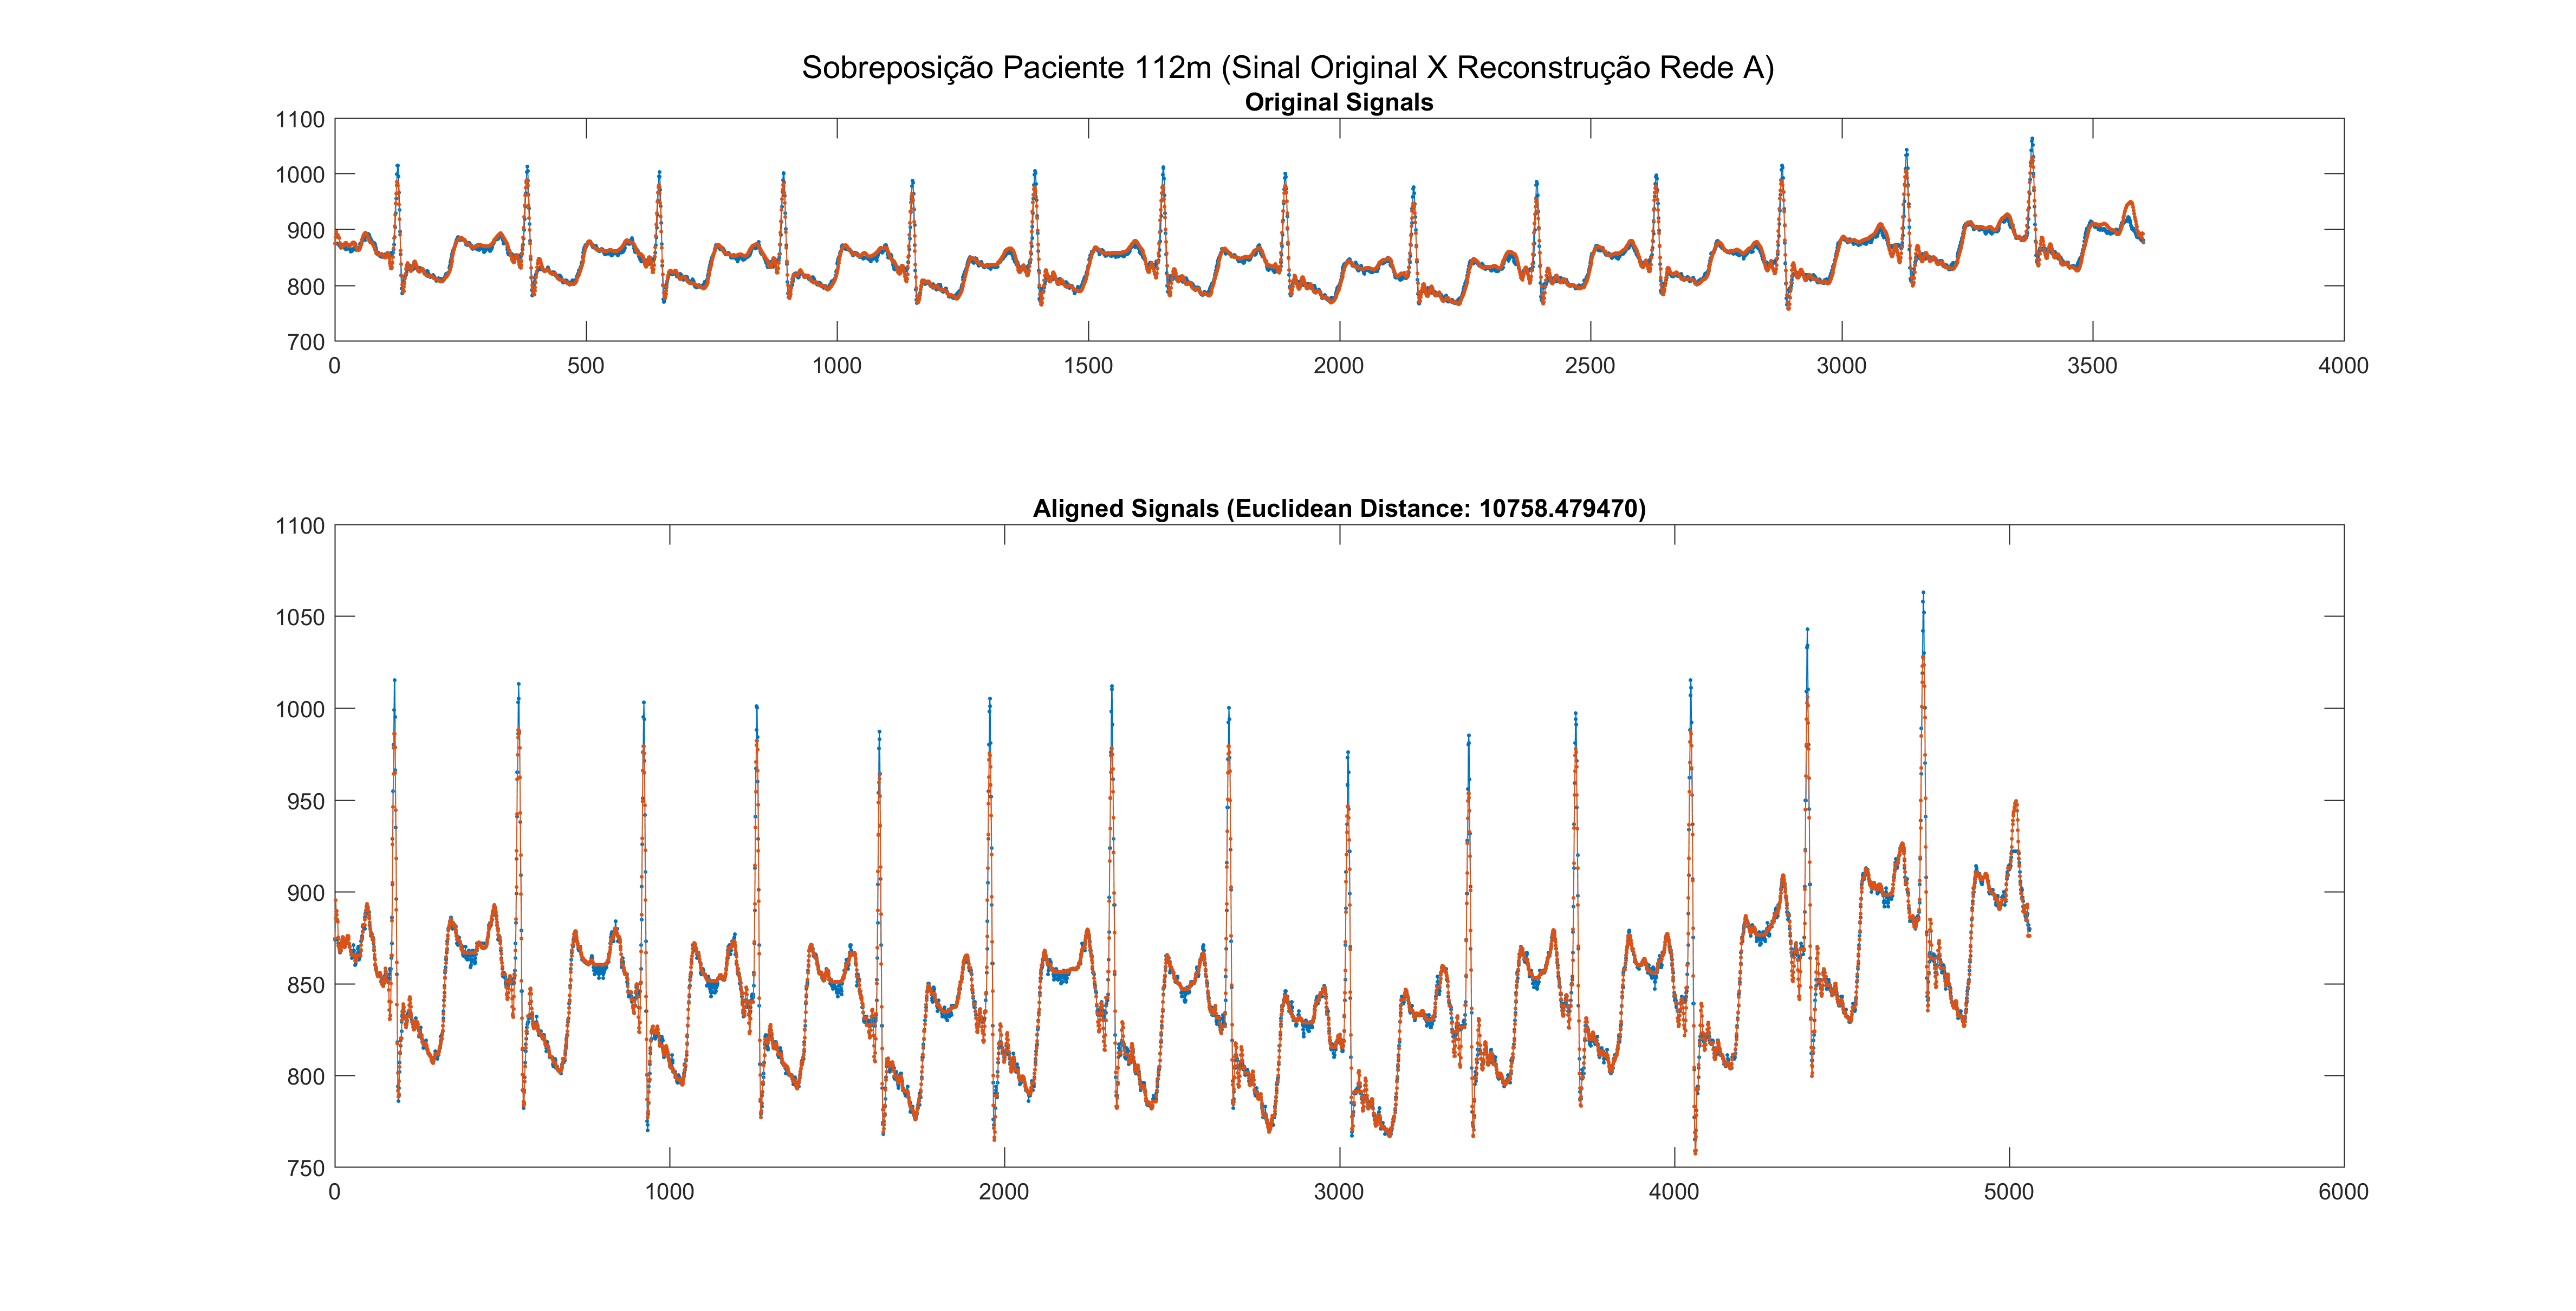 Sobreposição Paciente 112m (Sinal Original X Reconstrução Rede A)
Original Signals
1100
1000
900
800
700
0 500 1000 1500 2000 2500 3000 3500 4000
Aligned Signals (Euclidean Distance: 10758.479470)
1100
1050
1000
950
900
850
800
750
0 1000 2000 3000 4000 5000 6000